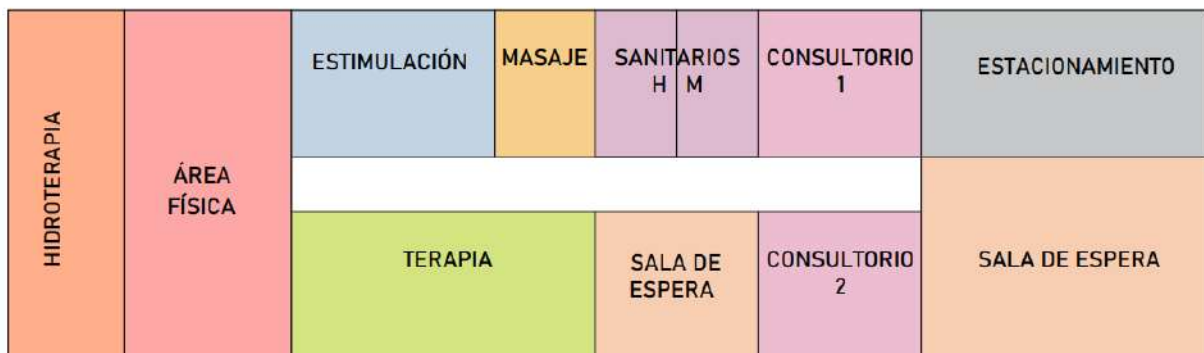 HIDROTERAPIA
ÁREA
FÍSICA
ESTIMULACIÓN
MASAJE
SANITARIOS
H M
CONSULTORIO
1
ESTACIONAMIENTO
TERAPIA
SALA DE
ESPERA
CONSULTORIO
2
SALA DE ESPERA